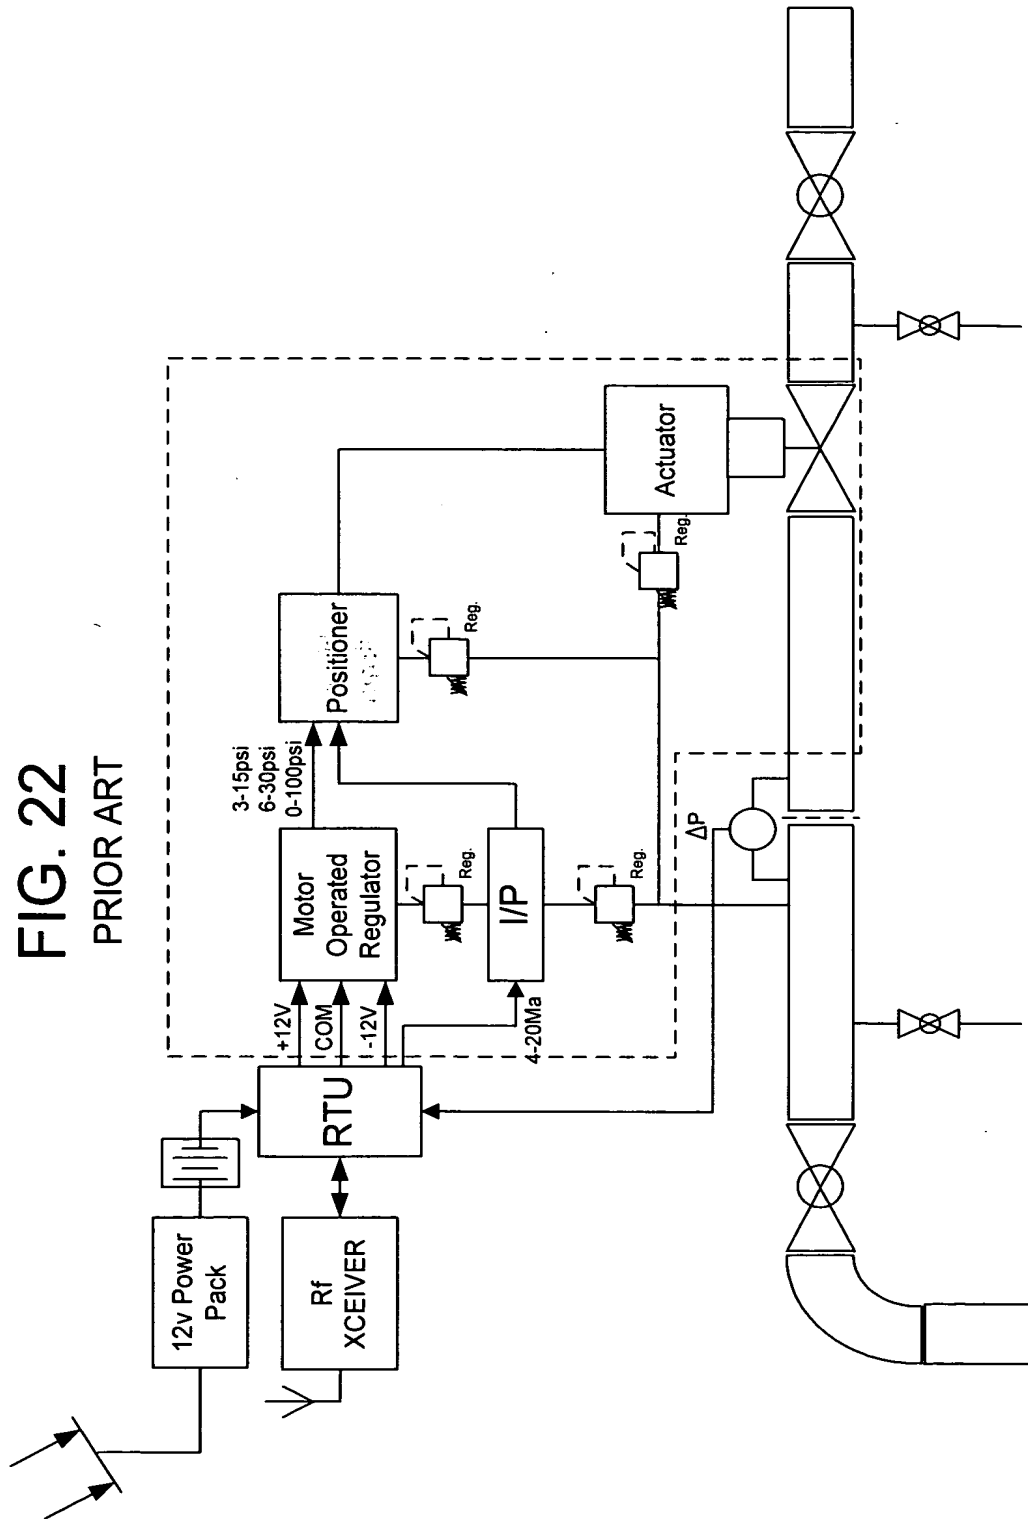 FIG. 22
PRIOR ART
12v Power
Pack
Rf
XCEIVER
RTU
+12V
COM
-12V
4-20Ma
Motor
Operated
Regulator
3-15psi
6-30psi
0-100psi
Positioner
I/P
Reg.
Reg.
Reg.
Reg.
Actuator
ΔP